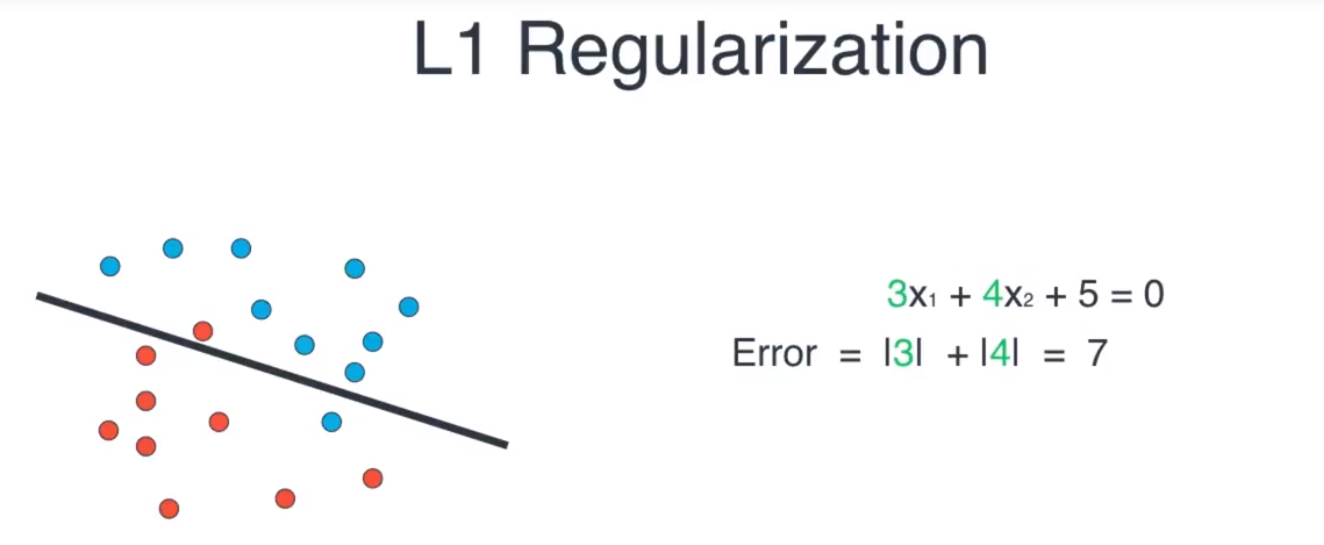 L1 Regularization
3x₁ + 4x₂ + 5 = 0
Error = |3| + |4| = 7